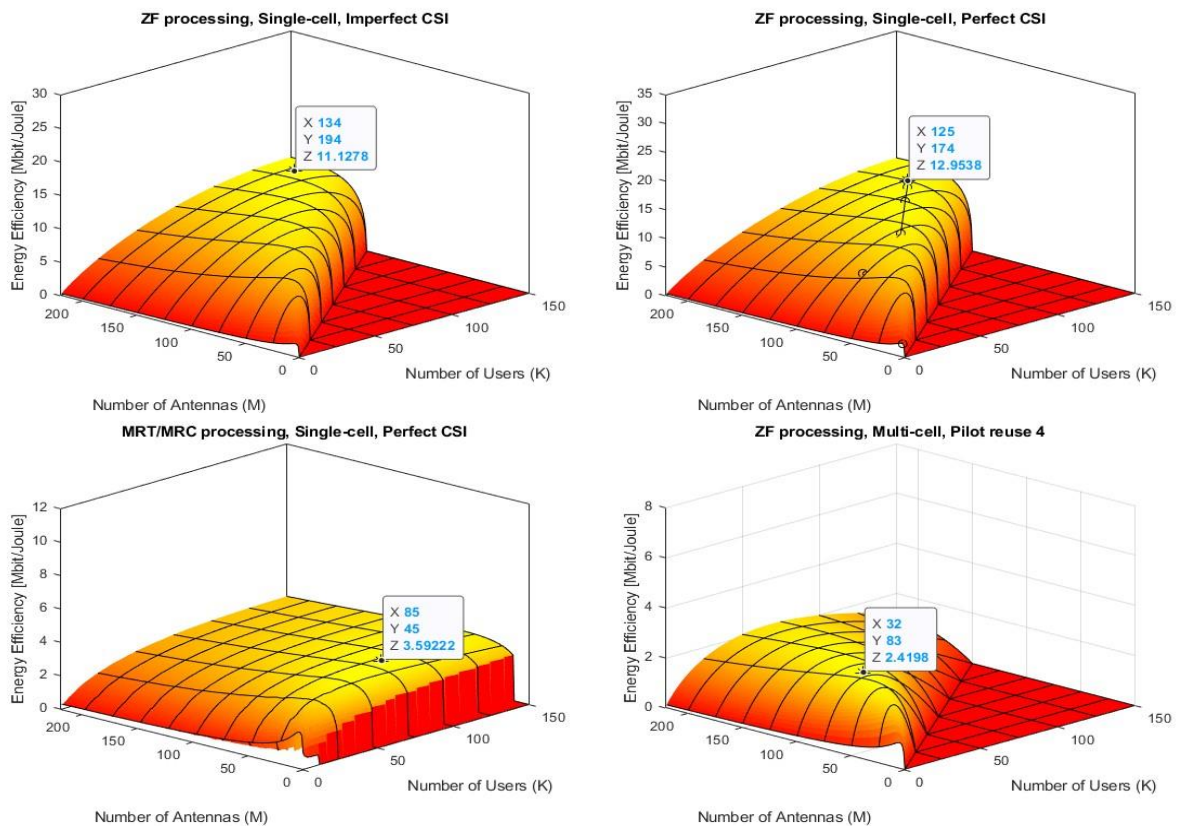 ZF processing, Single-cell, Imperfect CSI
Energy Efficiency [Mbit/Joule]
30
25
20
15
10
5
0
X 134
Y 194
Z 11.1278
200
150
100
50
0
0
50
100
150
Number of Users (K)
Number of Antennas (M)
ZF processing, Single-cell, Perfect CSI
Energy Efficiency [Mbit/Joule]
35
30
25
20
15
10
5
0
X 125
Y 174
Z 12.9538
200
150
100
50
0
0
50
100
150
Number of Users (K)
Number of Antennas (M)
MRT/MRC processing, Single-cell, Perfect CSI
Energy Efficiency [Mbit/Joule]
12
10
8
6
4
2
0
X 85
Y 45
Z 3.59222
200
150
100
50
0
0
50
100
150
Number of Users (K)
Number of Antennas (M)
ZF processing, Multi-cell, Pilot reuse 4
Energy Efficiency [Mbit/Joule]
8
6
4
2
0
X 32
Y 83
Z 2.4198
200
150
100
50
0
0
50
100
150
Number of Users (K)
Number of Antennas (M)